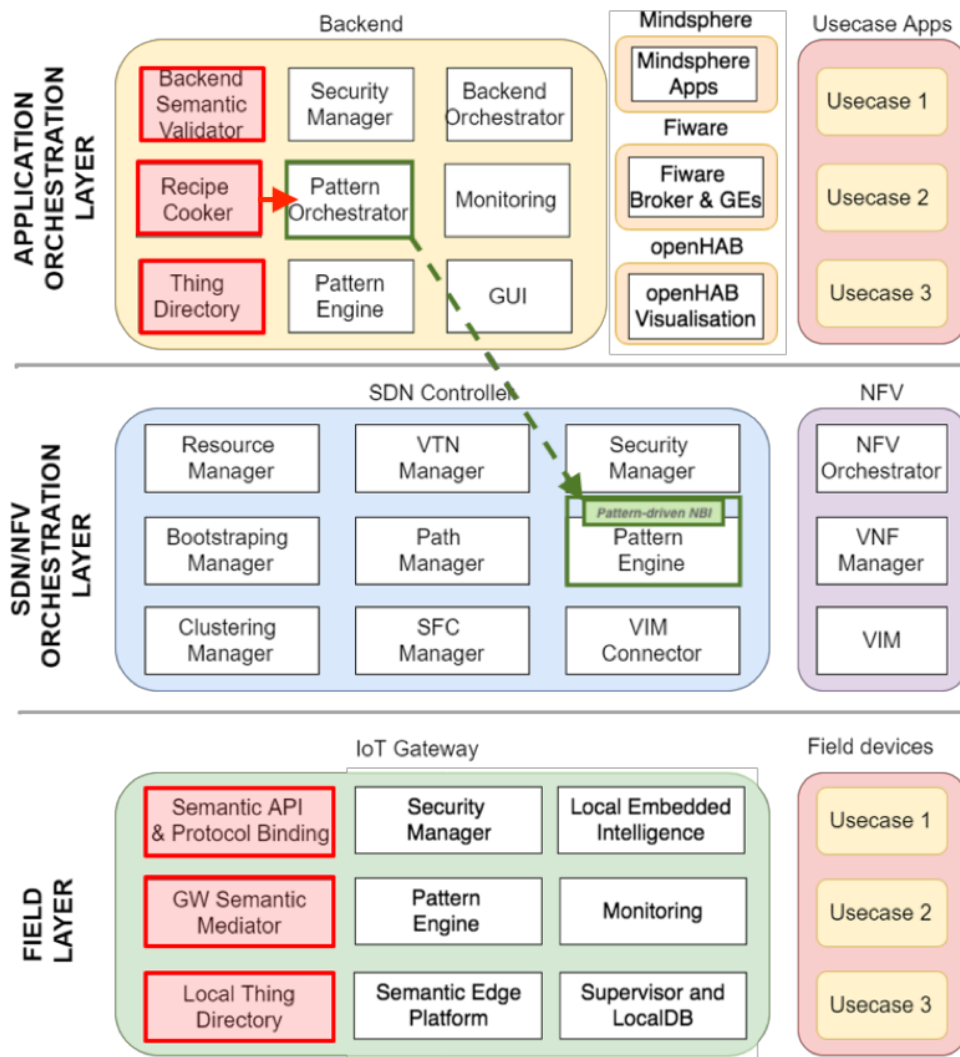 APPLICATION
ORCHESTRATION
LAYER
Backend
Backend
Semantic
Validator
Security
Manager
Backend
Orchestrator
Recipe
Cooker
Pattern
Orchestrator
Monitoring
Thing
Directory
Pattern
Engine
GUI
Mindsphere
Mindsphere
Apps
Fiware
Fiware
Broker & GEs
openHAB
openHAB
Visualisation
Usecase Apps
Usecase 1
Usecase 2
Usecase 3
SDN/NFV
ORCHESTRATION
LAYER
SDN Controller
Resource
Manager
VTN
Manager
Security
Manager
Bootstraping
Manager
Path
Manager
Pattern-driven NBI
Pattern
Engine
Clustering
Manager
SFC
Manager
VIM
Connector
NFV
NFV
Orchestrator
VNF
Manager
VIM
FIELD
LAYER
IoT Gateway
Semantic API
& Protocol Binding
Security
Manager
Local Embedded
Intelligence
GW Semantic
Mediator
Pattern
Engine
Monitoring
Local Thing
Directory
Semantic Edge
Platform
Supervisor and
LocalDB
Field devices
Usecase 1
Usecase 2
Usecase 3